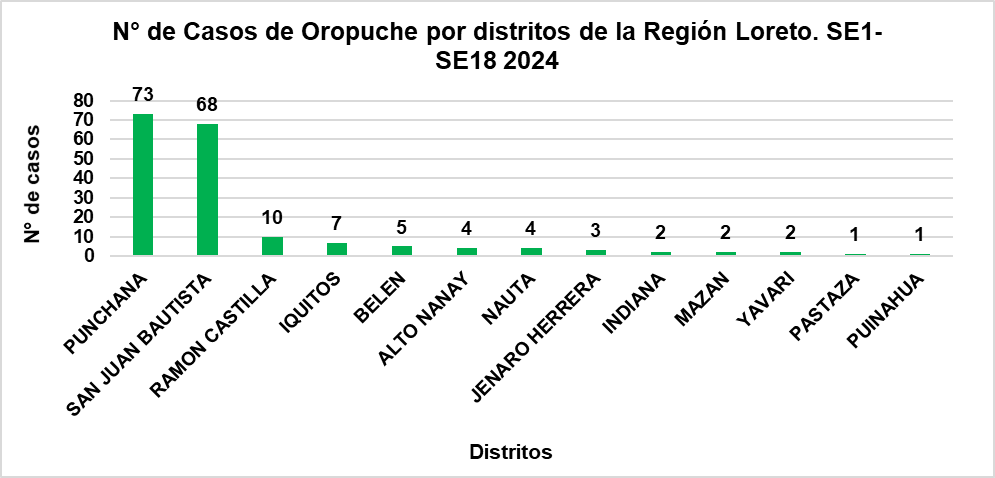 N° de Casos de Oropuche por distritos de la Región Loreto. SE1-
SE18 2024
N° de casos
80
70
60
50
40
30
20
10
0
73
68
10
7
5
4
4
3
2
2
2
1
1
PUNCHANA
SAN JUAN BAUTISTA
RAMON CASTILLA
IQUITOS
BELEN
ALTO NANAY
NAUTA
JENARO HERRERA
INDIANA
MAZAN
YAVARI
PASTAZA
PUINAHUA
Distritos